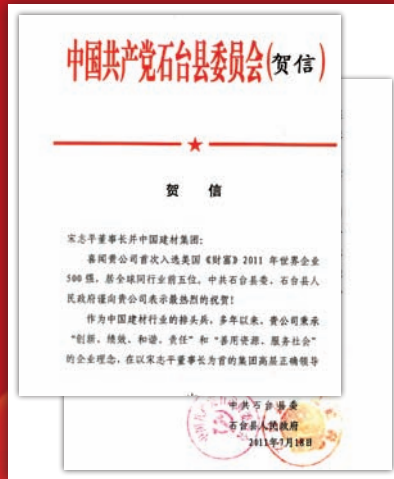 中国共产党石台县委员会(贺信)
贺 信
宋志平董事长并中国建材集团：
喜闻贵公司首次入选美国《财富》2011 年世界企业
500 强，居全球同行业前五位。中共石台县委、石台县人
民政府谨向贵公司表示最热烈的祝贺！
作为中国建材行业的排头兵，多年以来，贵公司秉承
“创新、绩效、和谐、责任”和“善用资源、服务社会”
的企业理念，在以宋志平董事长为首的集团高层正确领导
中共石台县委
石台县人民政府
2011年7月18日